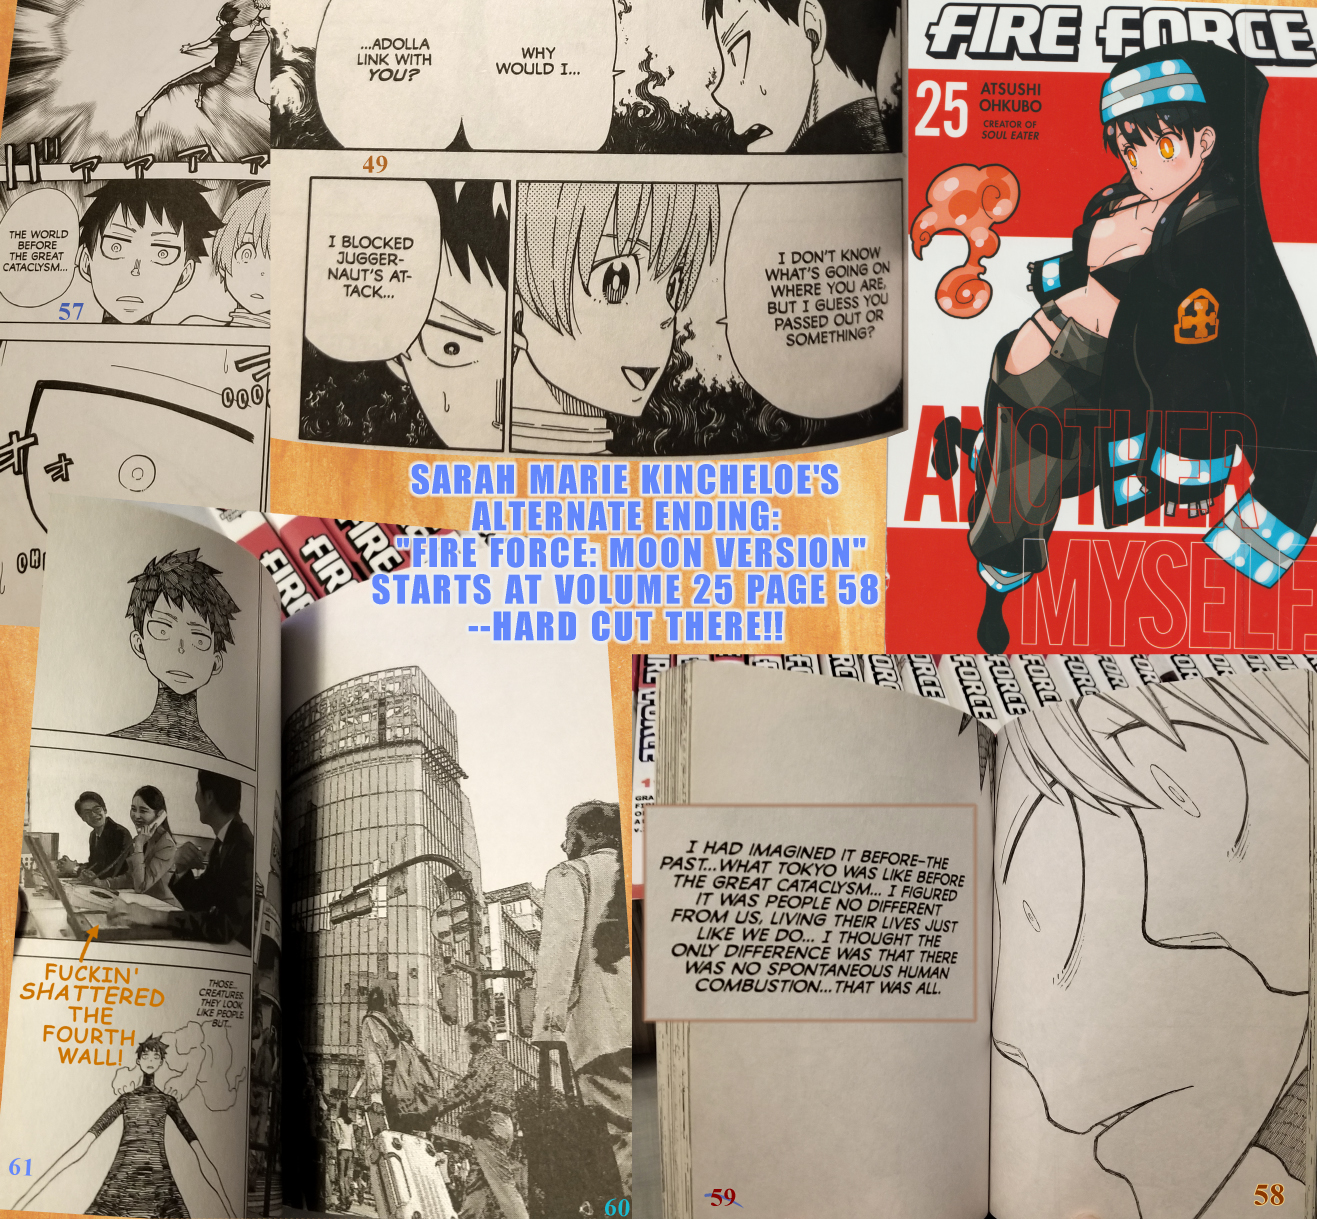 ...ADOLLA
LINK WITH
YOU?
WHY
WOULD I...
49
I BLOCKED
JUGGER-
NAUT'S AT-
TACK...
I DON'T KNOW
WHAT'S GOING ON
WHERE YOU ARE,
BUT I GUESS YOU
PASSED OUT OR
SOMETHING?
FIRE FORCE
25
ATSUSHI
OHKUBO
CREATOR OF
SOUL EATER
ANOTHER
MYSELF
THE WORLD
BEFORE
THE GREAT
CATACLYSM...
57
SARAH MARIE KINCHELOE'S
ALTERNATE ENDING:
"FIRE FORCE: MOON VERSION"
STARTS AT VOLUME 25 PAGE 58
--HARD CUT THERE!!
FUCKIN'
SHATTERED
THE
FOURTH
WALL!
THOSE...
CREATURES.
THEY LOOK
LIKE PEOPLE,
BUT...
61
60
I HAD IMAGINED IT BEFORE-THE
PAST...WHAT TOKYO WAS LIKE BEFORE
THE GREAT CATACLYSM... I FIGURED
IT WAS PEOPLE NO DIFFERENT
FROM US, LIVING THEIR LIVES JUST
LIKE WE DO... I THOUGHT THE
ONLY DIFFERENCE WAS THAT THERE
WAS NO SPONTANEOUS HUMAN
COMBUSTION...THAT WAS ALL.
59
58